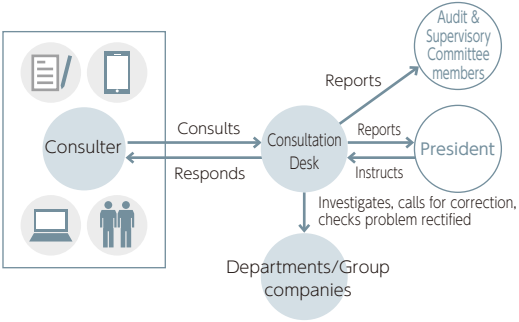 Audit &
Supervisory
Committee
members
Reports
Consulter
Consults
Responds
Consultation
Desk
Reports
Instructs
President
Investigates, calls for correction,
checks problem rectified
Departments/Group
companies